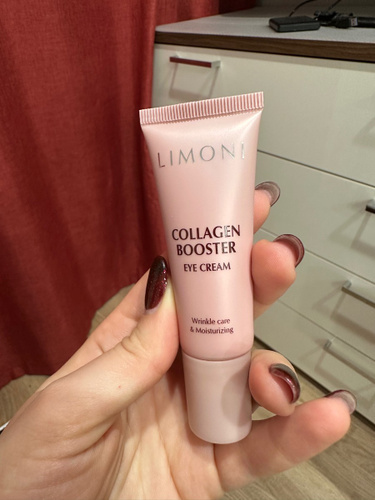 LIMONI
COLLAGEN
BOOSTER
EYE CREAM
Wrinkle care
& Moisturizing